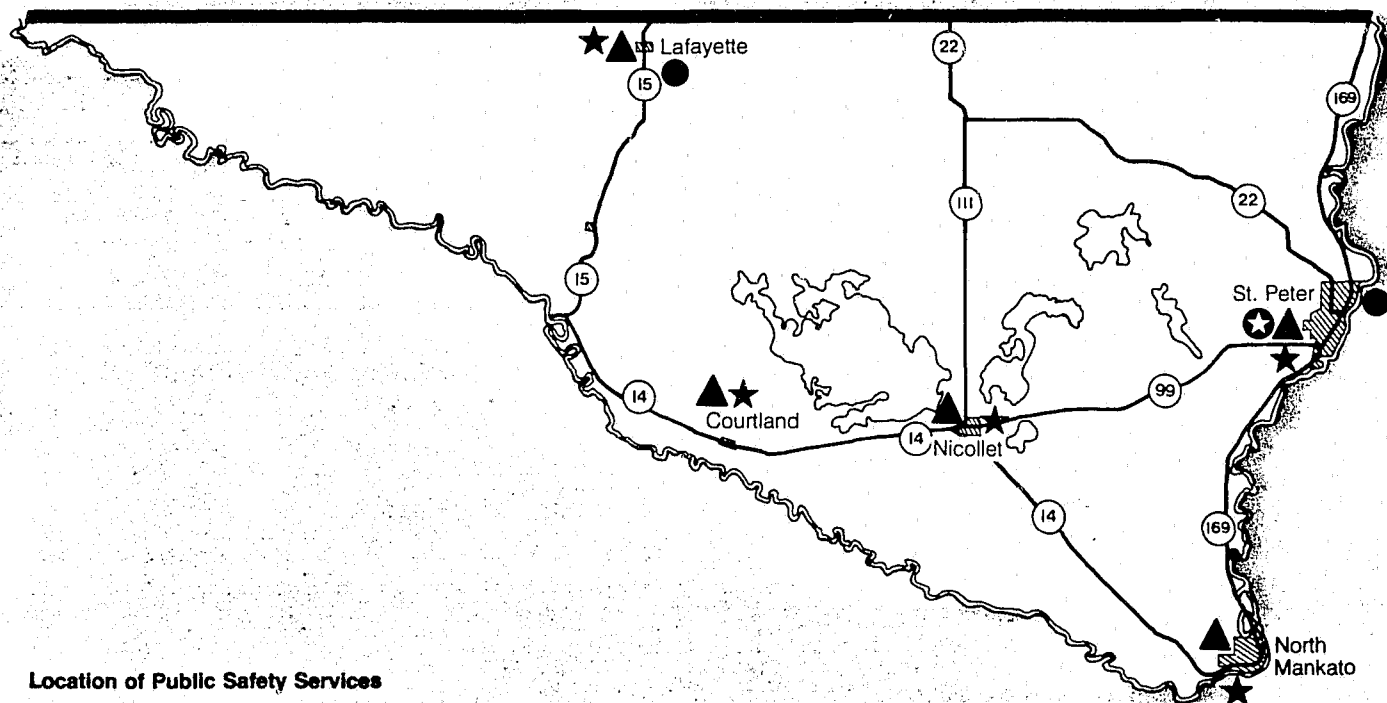 Lafayette
22
15
169
111
22
15
St. Peter
14
99
Courtland
14
Nicollet
14
169
North
Mankato
Location of Public Safety Services